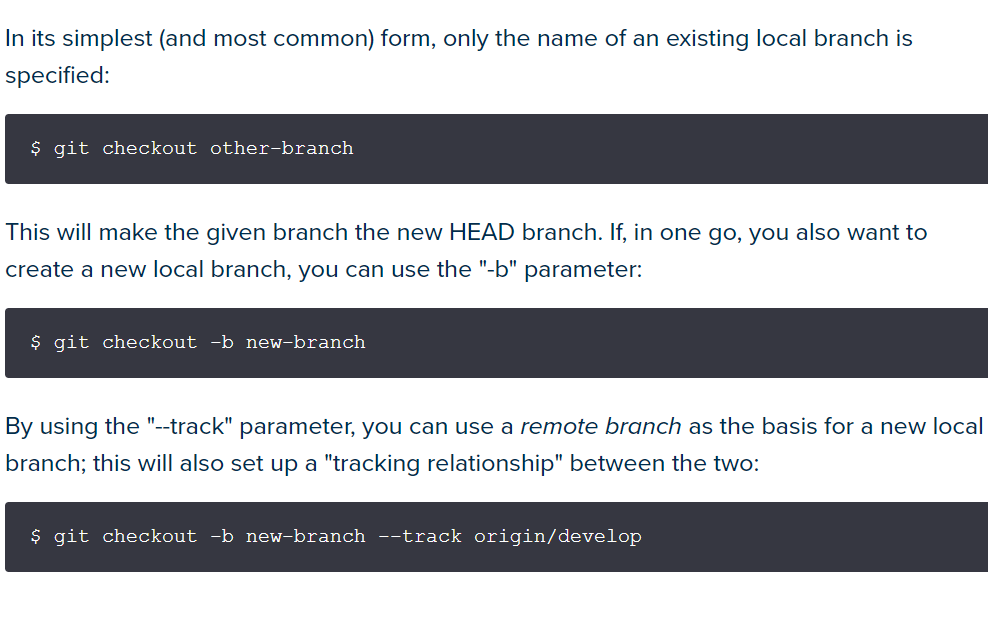 In its simplest (and most common) form, only the name of an existing local branch is
specified:
$ git checkout other-branch
This will make the given branch the new HEAD branch. If, in one go, you also want to
create a new local branch, you can use the "-b" parameter:
$ git checkout -b new-branch
By using the "--track" parameter, you can use a remote branch as the basis for a new local
branch; this will also set up a "tracking relationship" between the two:
$ git checkout -b new-branch --track origin/develop